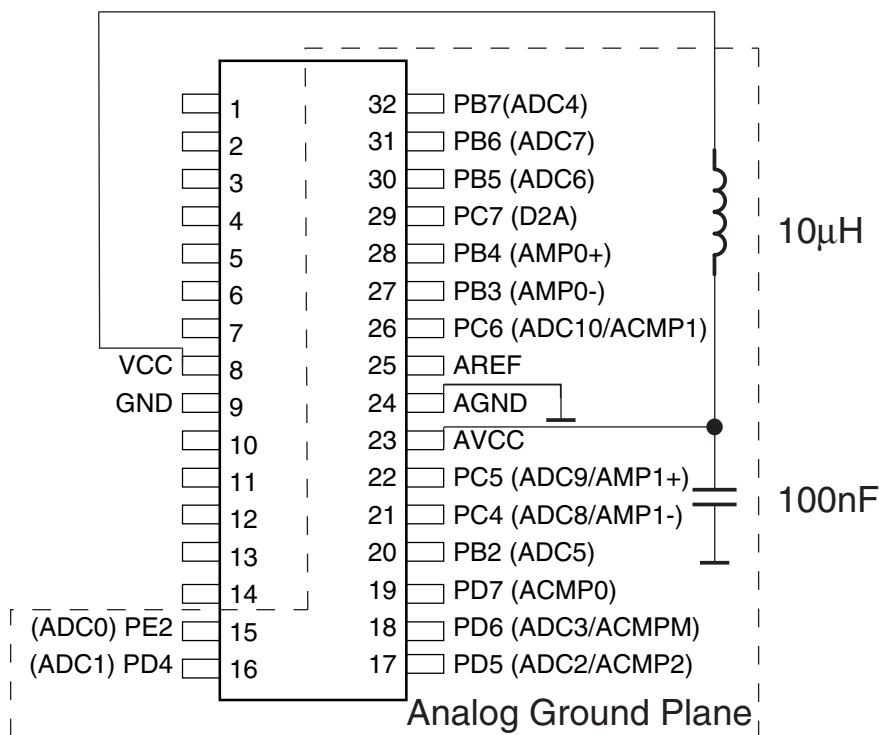 1 32 PB7(ADC4)
2 31 PB6 (ADC7)
3 30 PB5 (ADC6)
4 29 PC7 (D2A)
5 28 PB4 (AMP0+)
6 27 PB3 (AMP0-)
7 26 PC6 (ADC10/ACMP1)
VCC 8 25 AREF
GND 9 24 AGND
10 23 AVCC
11 22 PC5 (ADC9/AMP1+)
12 21 PC4 (ADC8/AMP1-)
13 20 PB2 (ADC5)
14 19 PD7 (ACMP0)
(ADC0) PE2 15 18 PD6 (ADC3/ACMPM)
(ADC1) PD4 16 17 PD5 (ADC2/ACMP2)
10μH
100nF
Analog Ground Plane